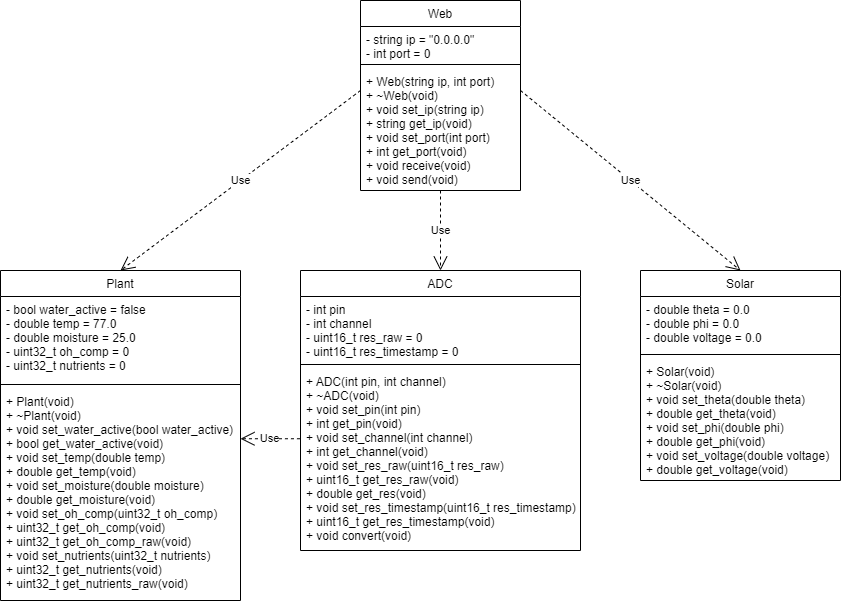 Web
- string ip = "0.0.0.0"
- int port = 0
+ Web(string ip, int port)
+ ~Web(void)
+ void set_ip(string ip)
+ string get_ip(void)
+ void set_port(int port)
+ int get_port(void)
+ void receive(void)
+ void send(void)
Use
Use
Use
Plant
- bool water_active = false
- double temp = 77.0
- double moisture = 25.0
- uint32_t oh_comp = 0
- uint32_t nutrients = 0
+ Plant(void)
+ ~Plant(void)
+ void set_water_active(bool water_active)
+ bool get_water_active(void)
+ void set_temp(double temp)
+ double get_temp(void)
+ void set_moisture(double moisture)
+ double get_moisture(void)
+ void set_oh_comp(uint32_t oh_comp)
+ uint32_t get_oh_comp(void)
+ uint32_t get_oh_comp_raw(void)
+ void set_nutrients(uint32_t nutrients)
+ uint32_t get_nutrients(void)
+ uint32_t get_nutrients_raw(void)
Use
ADC
- int pin
- int channel
- uint16_t res_raw = 0
- uint16_t res_timestamp = 0
+ ADC(int pin, int channel)
+ ~ADC(void)
+ void set_pin(int pin)
+ int get_pin(void)
+ void set_channel(int channel)
+ int get_channel(void)
+ void set_res_raw(uint16_t res_raw)
+ uint16_t get_res_raw(void)
+ double get_res(void)
+ void set_res_timestamp(uint16_t res_timestamp)
+ uint16_t get_res_timestamp(void)
+ void convert(void)
Solar
- double theta = 0.0
- double phi = 0.0
- double voltage = 0.0
+ Solar(void)
+ ~Solar(void)
+ void set_theta(double theta)
+ double get_theta(void)
+ void set_phi(double phi)
+ double get_phi(void)
+ void set_voltage(double voltage)
+ double get_voltage(void)